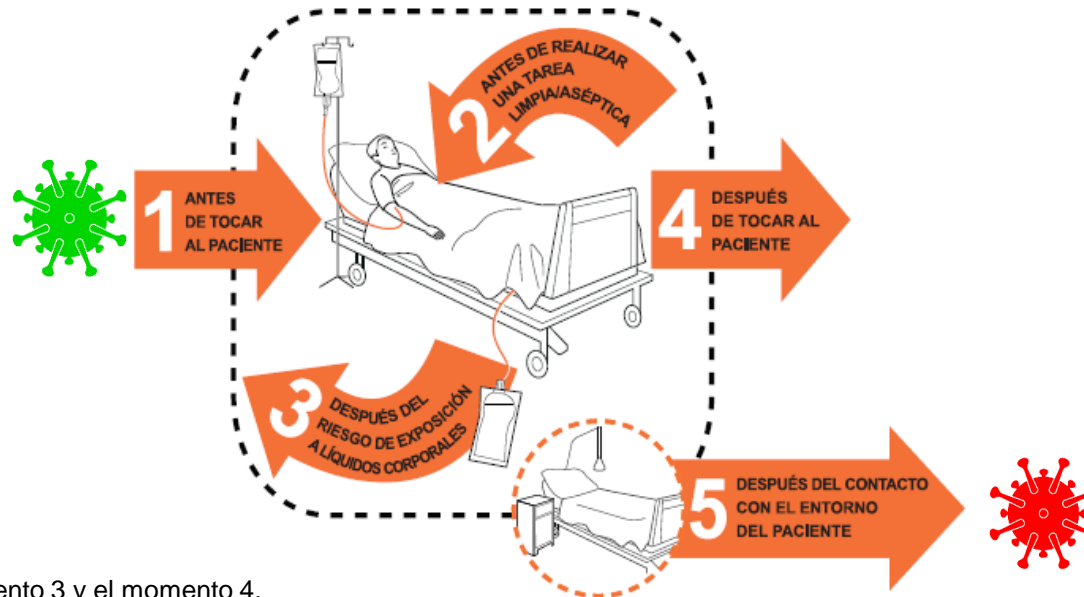 1 ANTES
DE TOCAR
AL PACIENTE
2 ANTES DE REALIZAR
UNA TAREA
LIMPIA/ASÉPTICA
3 DESPUÉS DEL
RIESGO DE EXPOSICIÓN
A LÍQUIDOS CORPORALES
4 DESPUÉS
DE TOCAR AL
PACIENTE
5 DESPUÉS DEL CONTACTO
CON EL ENTORNO
DEL PACIENTE
3 y el momento 4.